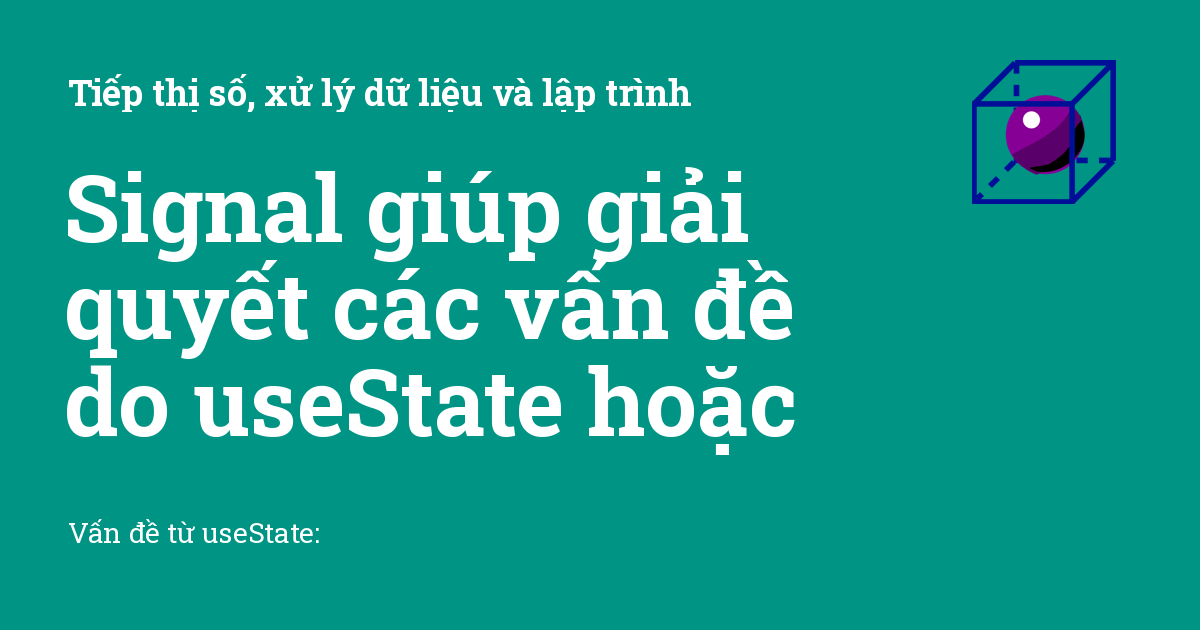 Tiếp thị số, xử lý dữ liệu và lập trình
Signal giúp giải
quyết các vấn đề
do useState hoặc
Vấn đề từ useState: